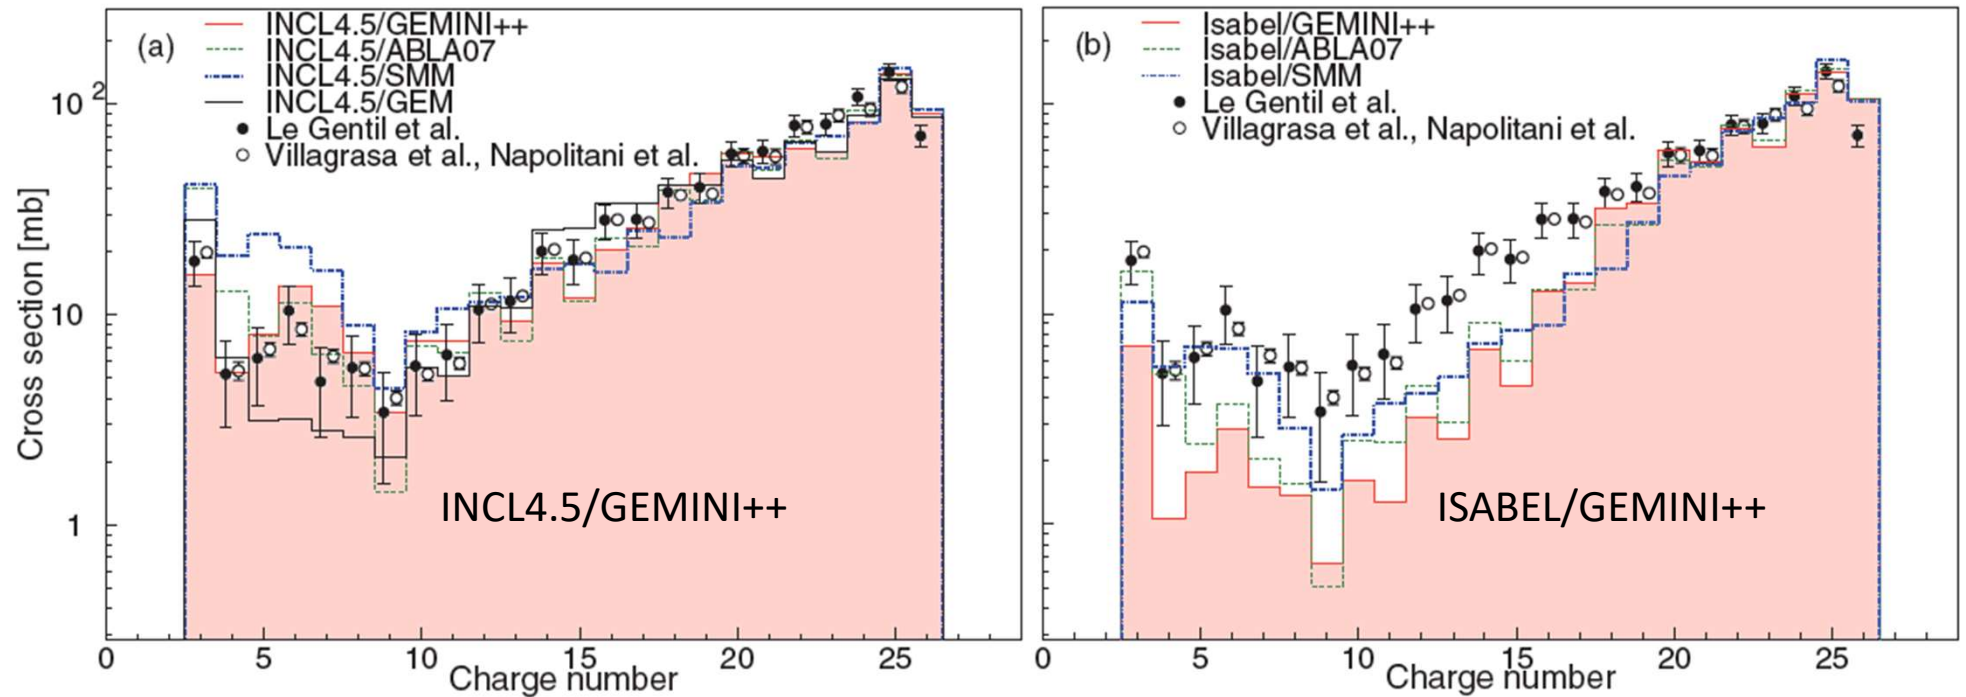 (a)
INCL4.5/GEMINI++
INCL4.5/ABLA07
INCL4.5/SMM
INCL4.5/GEM
Le Gentil et al.
Villagrasa et al., Napolitani et al.
Cross section [mb]
10 2
10
1
INCL4.5/GEMINI++
0 5 10 15 20 25
Charge number
(b)
Isabel/GEMINI++
Isabel/ABLA07
Isabel/SMM
Le Gentil et al.
Villagrasa et al., Napolitani et al.
ISABEL/GEMINI++
0 5 10 15 20 25
Charge number